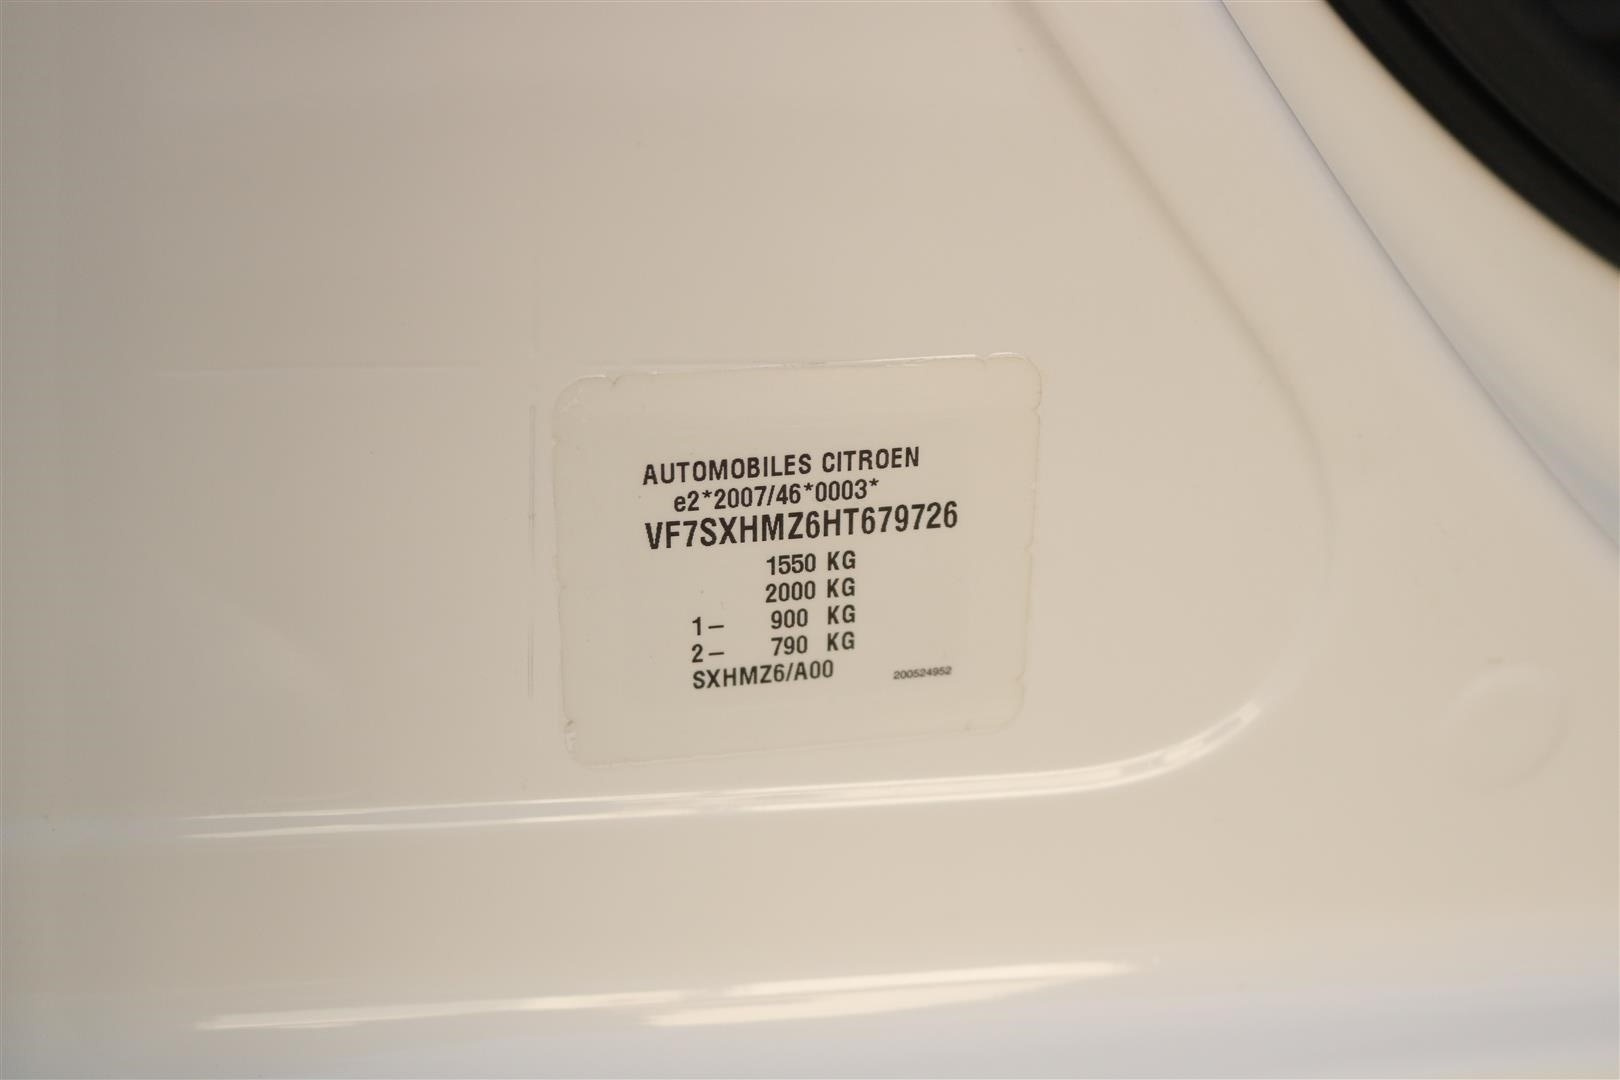 AUTOMOBILES CITROEN
e2*2007/46*0003*
VF7SXHMZ6HT679726
1550 KG
2000 KG
1– 900 KG
2– 790 KG
SXHMZ6/A00 200524952